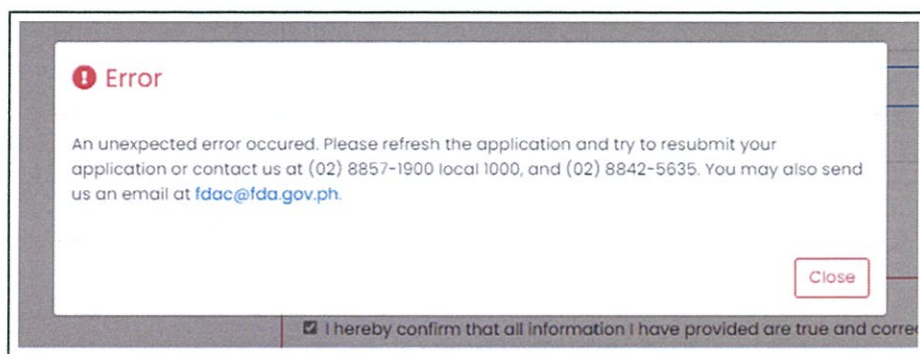 Error
An unexpected error occured. Please refresh the application and try to resubmit your
application or contact us at (02) 8857-1900 local 1000, and (02) 8842-5635. You may also send
us an email at fdac@fda.gov.ph.
Close
I hereby confirm that all information I have provided are true and correc